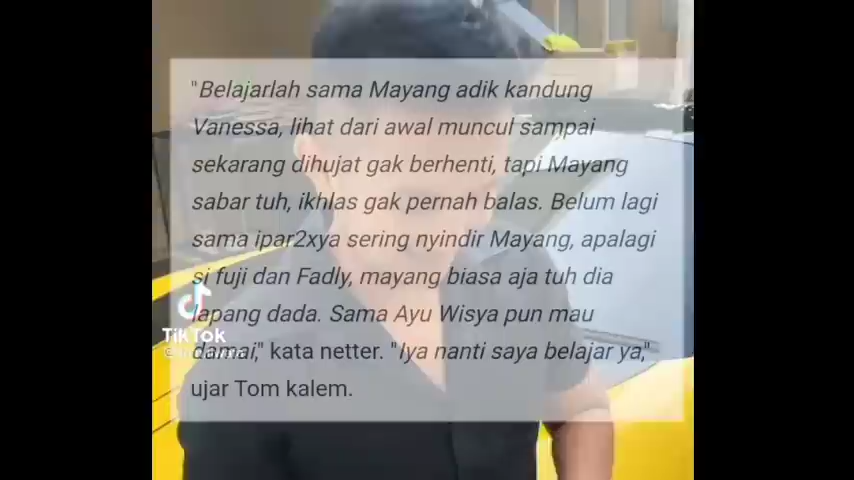 "Belajarlah sama Mayang adik kandung
Vanessa, lihat dari awal muncul sampai
sekarang dihujat gak berhenti, tapi Mayang
sabar tuh, ikhlas gak pernah balas. Belum lagi
sama ipar2xya sering nyindir Mayang, apalagi
si fuji dan Fadly, mayang biasa aja tuh dia
lapang dada. Sama Ayu Wisya pun mau
damai," kata netter. "Iya nanti saya belajar ya,"
ujar Tom kalem.
TikTok